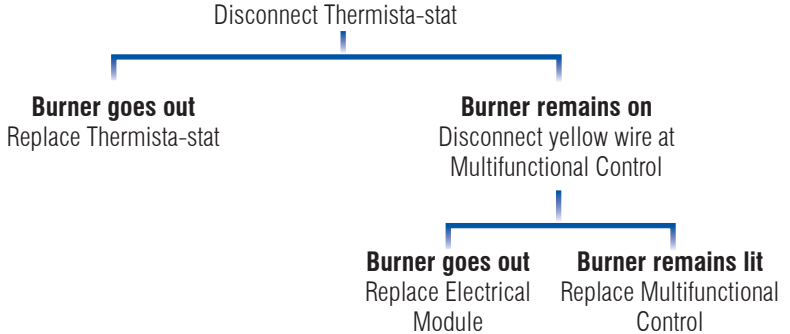 Disconnect Thermista-stat
Burner goes out
Replace Thermista-stat
Burner remains on
Disconnect yellow wire at
Multifunctional Control
Burner goes out
Replace Electrical
Module
Burner remains lit
Replace Multifunctional
Control